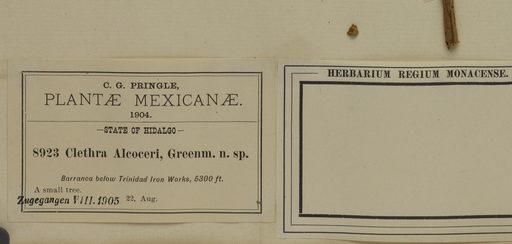 C. G. PRINGLE,
PLANTÆ MEXICANÆ.
1904.
—STATE OF HIDALGO—
8923 Clethra Alcoceri, Greenm. n. sp.
Barranca below Trinidad Iron Works, 5300 ft.
A small tree.
Zugegangen VIII. 1905 22, Aug.
HERBARIUM REGIUM MONACENSE.